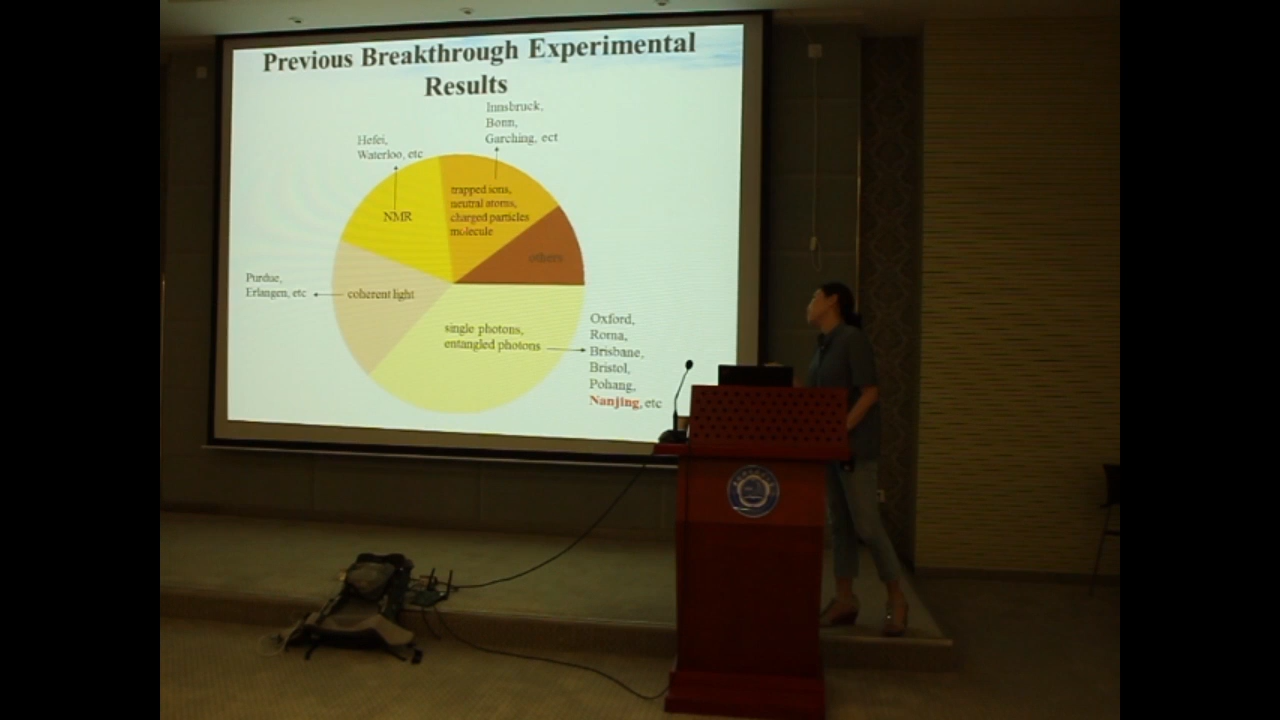 Previous Breakthrough Experimental
Results
Innsbruck,
Bonn,
Garching, ect
Hefei,
Waterloo, etc
trapped ions,
neutral atoms,
charged particles
molecule
NMR
others
Purdue,
Erlangen, etc
coherent light
single photons,
entangled photons
Oxford,
Roma,
Brisbane,
Bristol,
Pohang,
Nanjing, etc